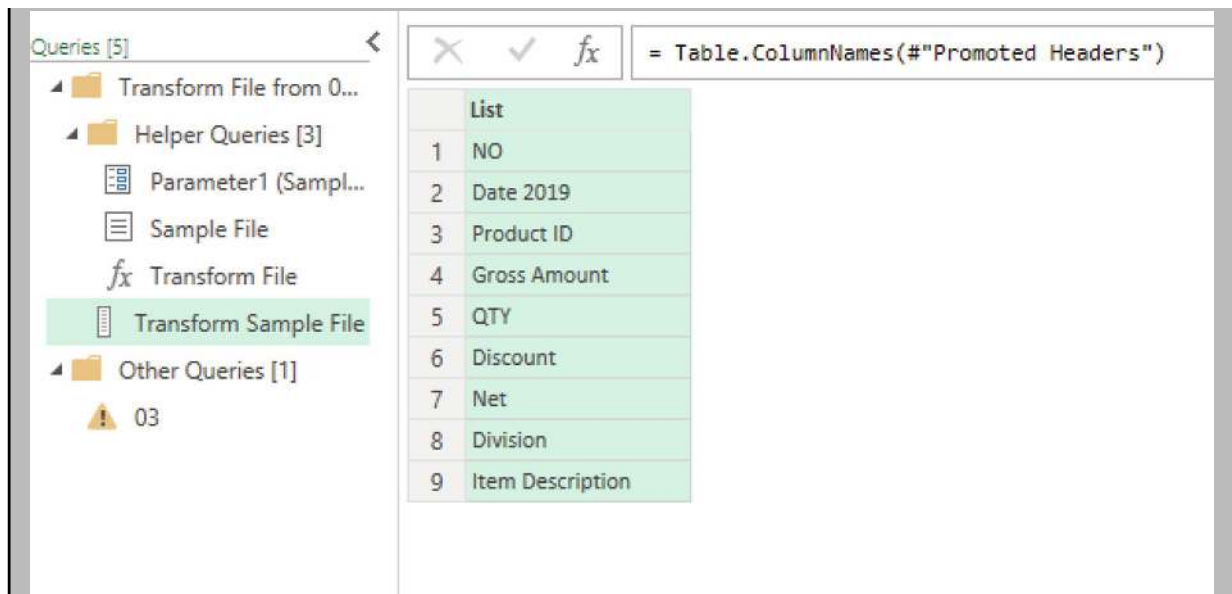 Queries [5]
Transform File from 0...
Helper Queries [3]
Parameter1 (Sampl...
Sample File
fx Transform File
Transform Sample File
Other Queries [1]
03
fx = Table.ColumnNames(#"Promoted Headers")
List
1 NO
2 Date 2019
3 Product ID
4 Gross Amount
5 QTY
6 Discount
7 Net
8 Division
9 Item Description